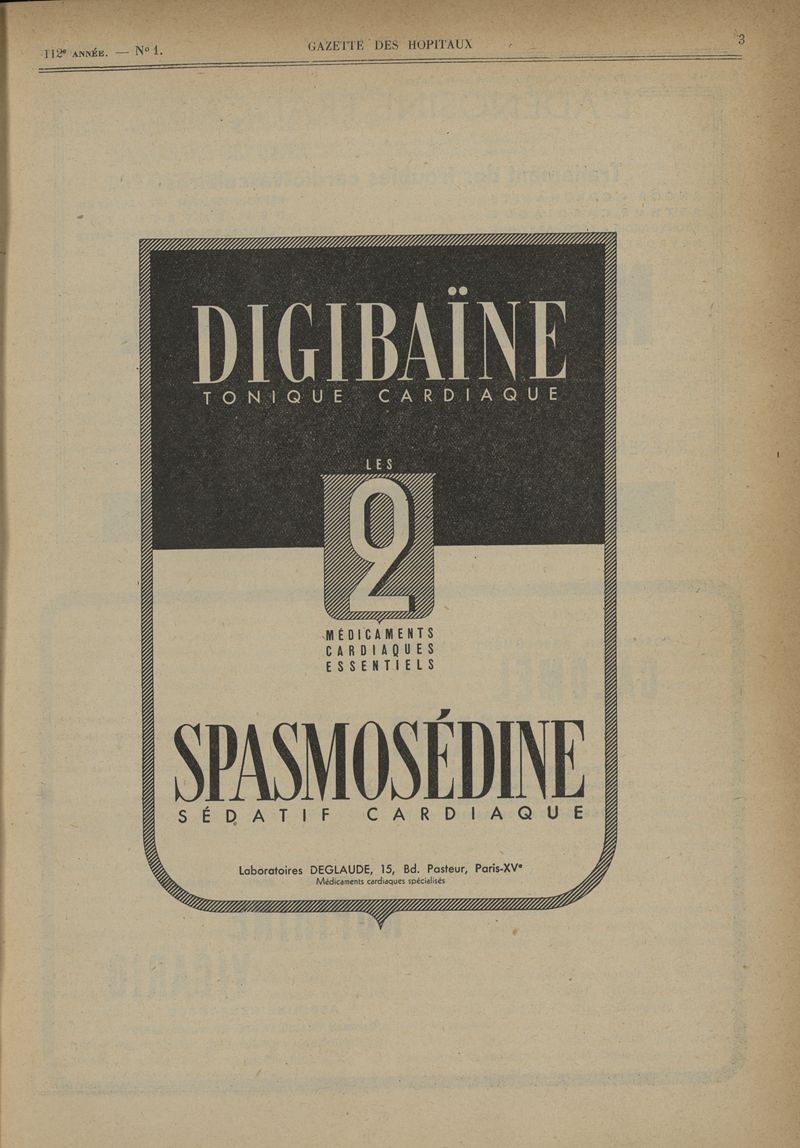 112e ANNÉE. — No 1.
GAZETTE DES HOPITAUX
3
DIGIBAÏNE
TONIQUE CARDIAQUE
LES
2
MÉDICAMENTS
CARDIAQUES
ESSENTIELS
SPASMOSÉDINE
SÉDATIF CARDIAQUE
Laboratoires DEGLAUDE, 15, Bd. Pasteur, Paris-XVe
Médicaments cardiaques spécialisés